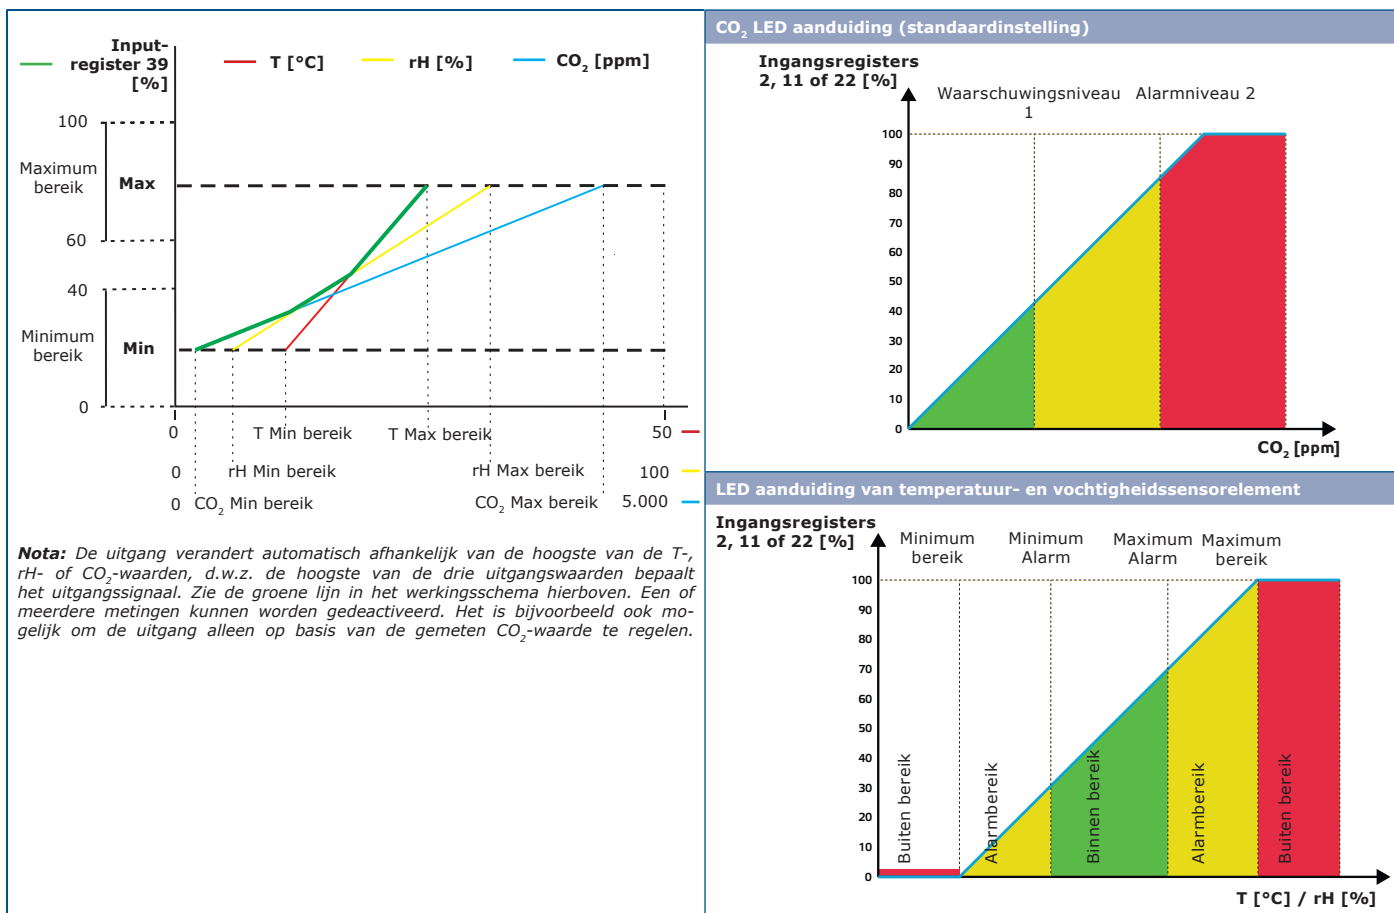 Input-
register 39
[%]
T [°C]
rH [%]
CO2 [ppm]
100
Maximum
bereik
Max
60
40
Minimum
bereik
Min
0
0
T Min bereik
T Max bereik
50
0
rH Min bereik
rH Max bereik
100
0
CO2 Min bereik
CO2 Max bereik
5.000
Nota: De uitgang verandert automatisch afhankelijk van de hoogste van de T-,
rH- of CO2-waarden, d.w.z. de hoogste van de drie uitgangswaarden bepaalt
het uitgangssignaal. Zie de groene lijn in het werkingsschema hierboven. Een of
meerdere metingen kunnen worden gedeactiveerd. Het is bijvoorbeeld ook mo-
gelijk om de uitgang alleen op basis van de gemeten CO2-waarde te regelen.
CO2 LED aanduiding (standaardinstelling)
Ingangsregisters
2, 11 of 22 [%]
Waarschuwingsniveau
1
Alarmniveau 2
100
90
80
70
60
50
40
30
20
10
0
CO2 [ppm]
LED aanduiding van temperatuur- en vochtigheidssensorelement
Ingangsregisters
2, 11 of 22 [%]
Minimum
bereik
Minimum
Alarm
Maximum
Alarm
Maximum
bereik
100
90
80
70
60
50
40
30
20
10
0
Buiten bereik
Alarmbereik
Binnen bereik
Alarmbereik
Buiten bereik
T [°C] / rH [%]